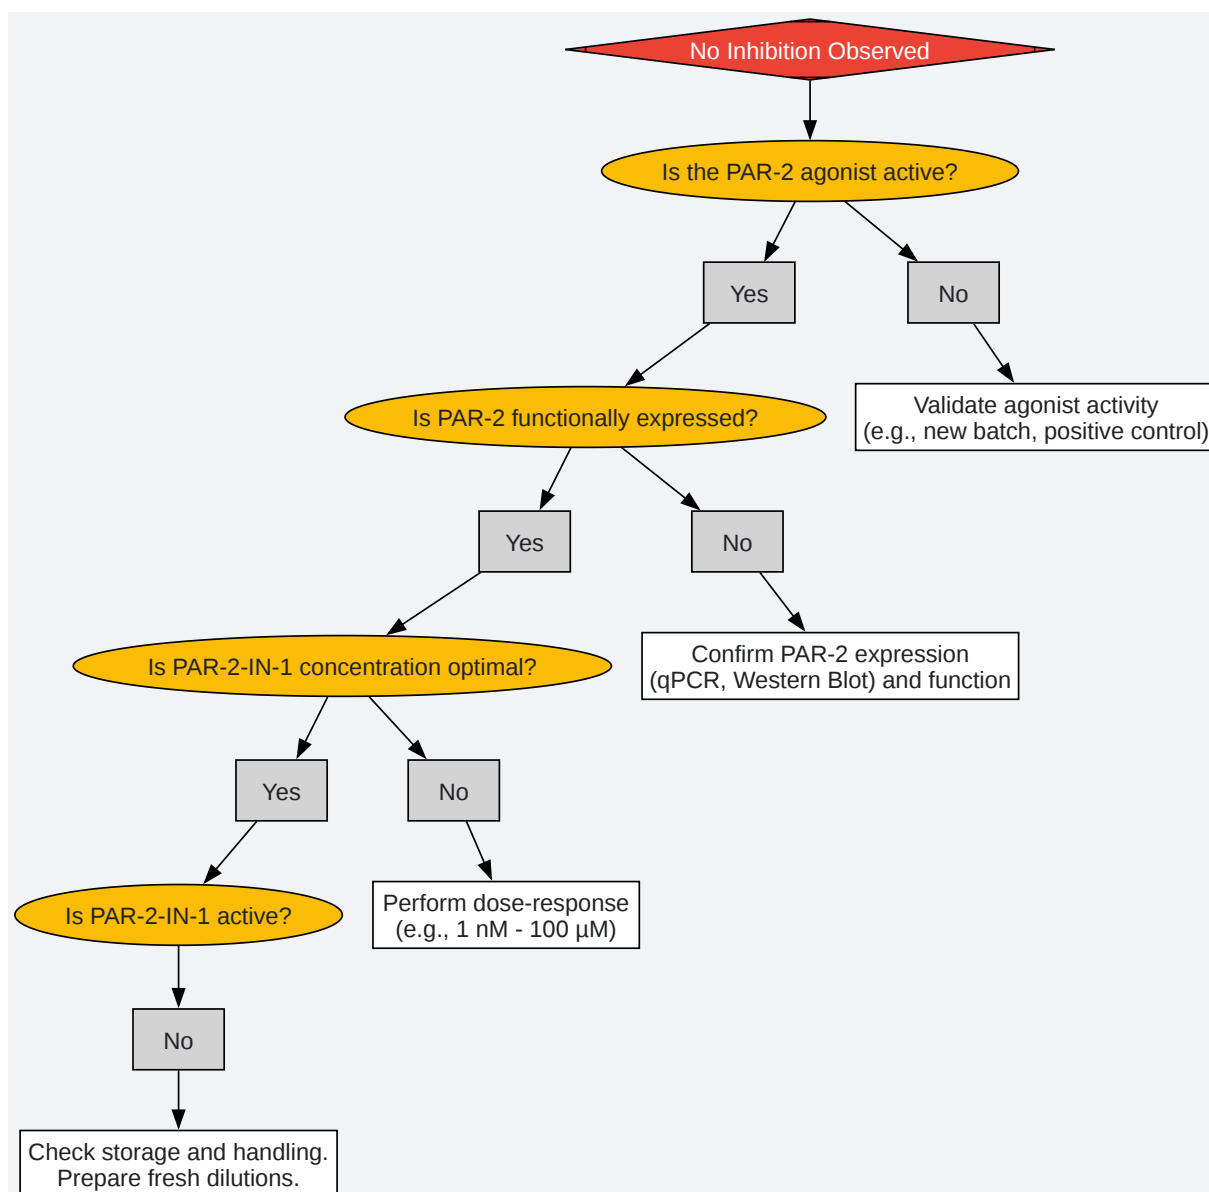 No Inhibition Observed
Is the PAR-2 agonist active?
Yes
No
Validate agonist activity
(e.g., new batch, positive control)
Is PAR-2 functionally expressed?
Yes
No
Confirm PAR-2 expression
(qPCR, Western Blot) and function
Is PAR-2-IN-1 concentration optimal?
Yes
No
Perform dose-response
(e.g., 1 nM - 100 µM)
Is PAR-2-IN-1 active?
No
Check storage and handling.
Prepare fresh dilutions.